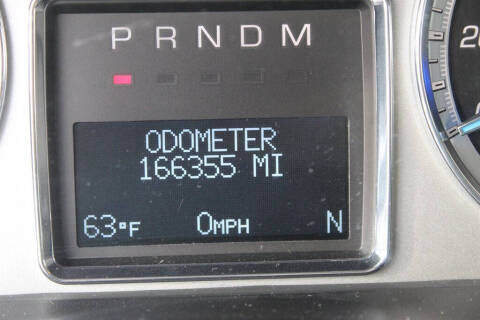 P R N D M
ODOMETER
166355 MI
63°F 0MPH N